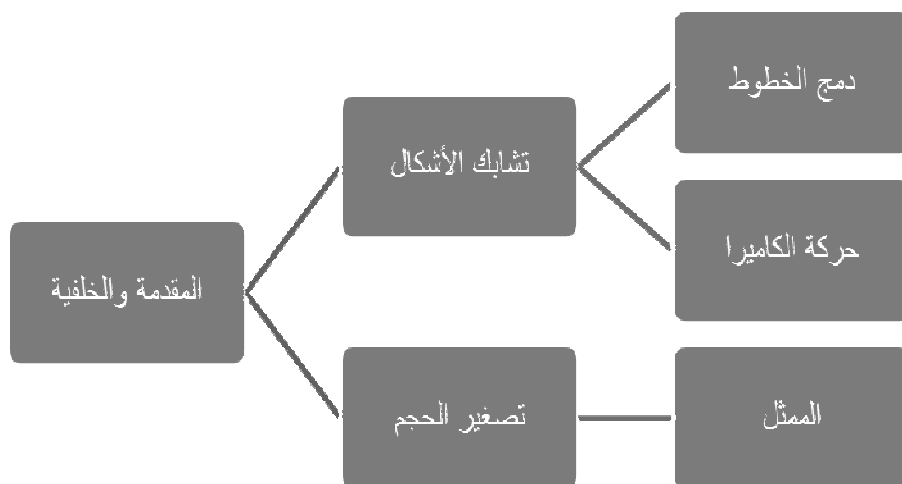 المقدمة والخلفية
تشابك الأشكال
دمج الخطوط
حركة الكاميرا
تصغير الحجم
الممثل